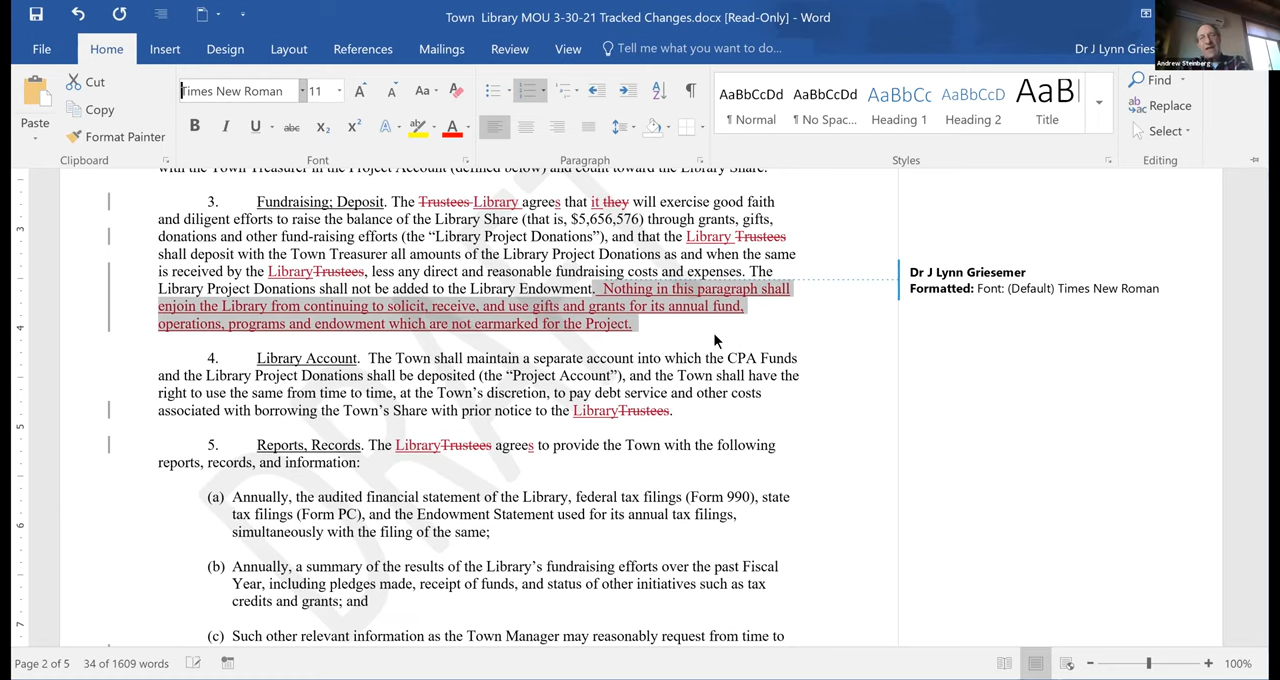 Town Library MOU 3-30-21 Tracked Changes.docx [Read-Only] - Word
File Home Insert Design Layout References Mailings Review View Tell me what you want to do... Dr J Lynn Gries
Andrew Steinberg
Paste
Cut
Copy
Format Painter
Clipboard
Times New Roman 11
Font
Paragraph
AaBbCcDd AaBbCcDd AaBbCc AaBbCcD AaB
¶ Normal ¶ No Spac... Heading 1 Heading 2 Title
Styles
Find
Replace
Select
Editing
with the Town Treasurer in the Project Account (defined below) and count toward the Library Share.
3. Fundraising; Deposit. The Trustees Library agrees that it they will exercise good faith
and diligent efforts to raise the balance of the Library Share (that is, $5,656,576) through grants, gifts,
donations and other fund-raising efforts (the “Library Project Donations”), and that the Library Trustees
shall deposit with the Town Treasurer all amounts of the Library Project Donations as and when the same
is received by the LibraryTrustees, less any direct and reasonable fundraising costs and expenses. The
Library Project Donations shall not be added to the Library Endowment. Nothing in this paragraph shall
enjoin the Library from continuing to solicit, receive, and use gifts and grants for its annual fund,
operations, programs and endowment which are not earmarked for the Project.
4. Library Account. The Town shall maintain a separate account into which the CPA Funds
and the Library Project Donations shall be deposited (the “Project Account”), and the Town shall have the
right to use the same from time to time, at the Town’s discretion, to pay debt service and other costs
associated with borrowing the Town’s Share with prior notice to the LibraryTrustees.
5. Reports, Records. The LibraryTrustees agrees to provide the Town with the following
reports, records, and information:
(a) Annually, the audited financial statement of the Library, federal tax filings (Form 990), state
tax filings (Form PC), and the Endowment Statement used for its annual tax filings,
simultaneously with the filing of the same;
(b) Annually, a summary of the results of the Library’s fundraising efforts over the past Fiscal
Year, including pledges made, receipt of funds, and status of other initiatives such as tax
credits and grants; and
(c) Such other relevant information as the Town Manager may reasonably request from time to
DRAFT
Dr J Lynn Griesemer
Formatted: Font: (Default) Times New Roman
Page 2 of 5 34 of 1609 words 100%